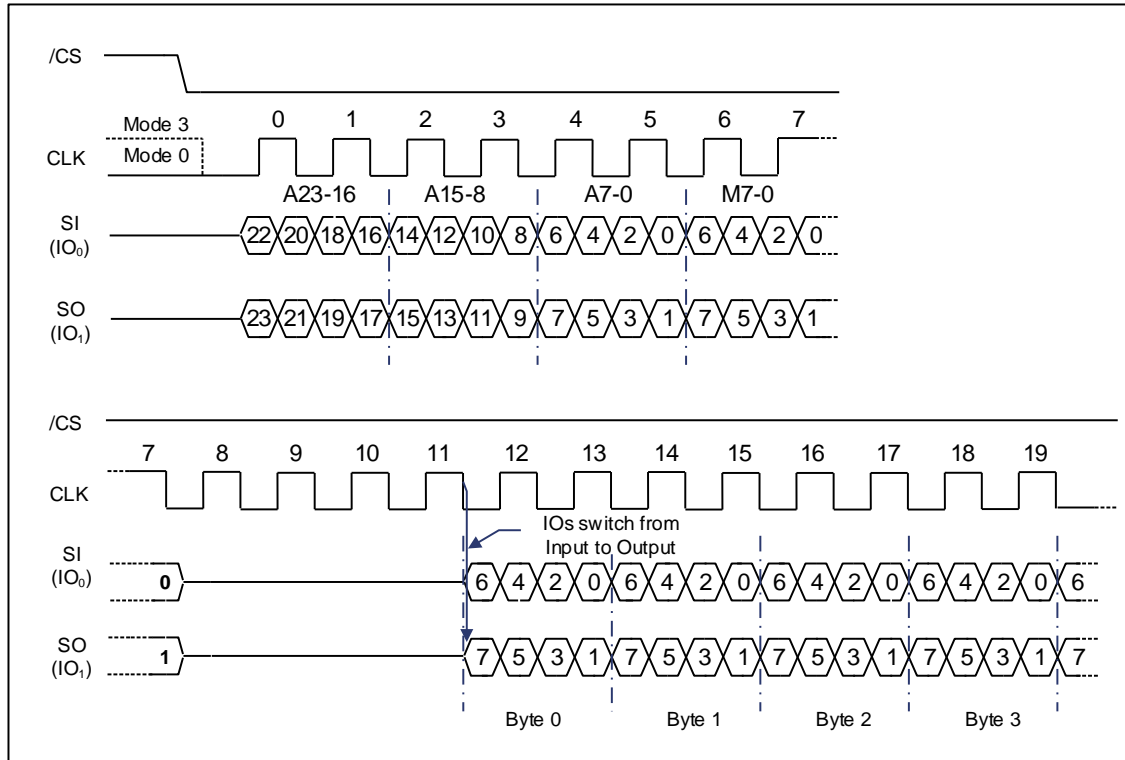 /CS
0 1 2 3 4 5 6 7
Mode 3
CLK
Mode 0
A23-16 A15-8 A7-0 M7-0
SI
(IO₀)
22 20 18 16 14 12 10 8 6 4 2 0 6 4 2 0
SO
(IO₁)
23 21 19 17 15 13 11 9 7 5 3 1 7 5 3 1
/CS
7 8 9 10 11 12 13 14 15 16 17 18 19
CLK
IOs switch from
Input to Output
SI
(IO₀)
0 6 4 2 0 6 4 2 0 6 4 2 0 6 4 2 0 6
SO
(IO₁)
1 7 5 3 1 7 5 3 1 7 5 3 1 7 5 3 1 7
Byte 0 Byte 1 Byte 2 Byte 3